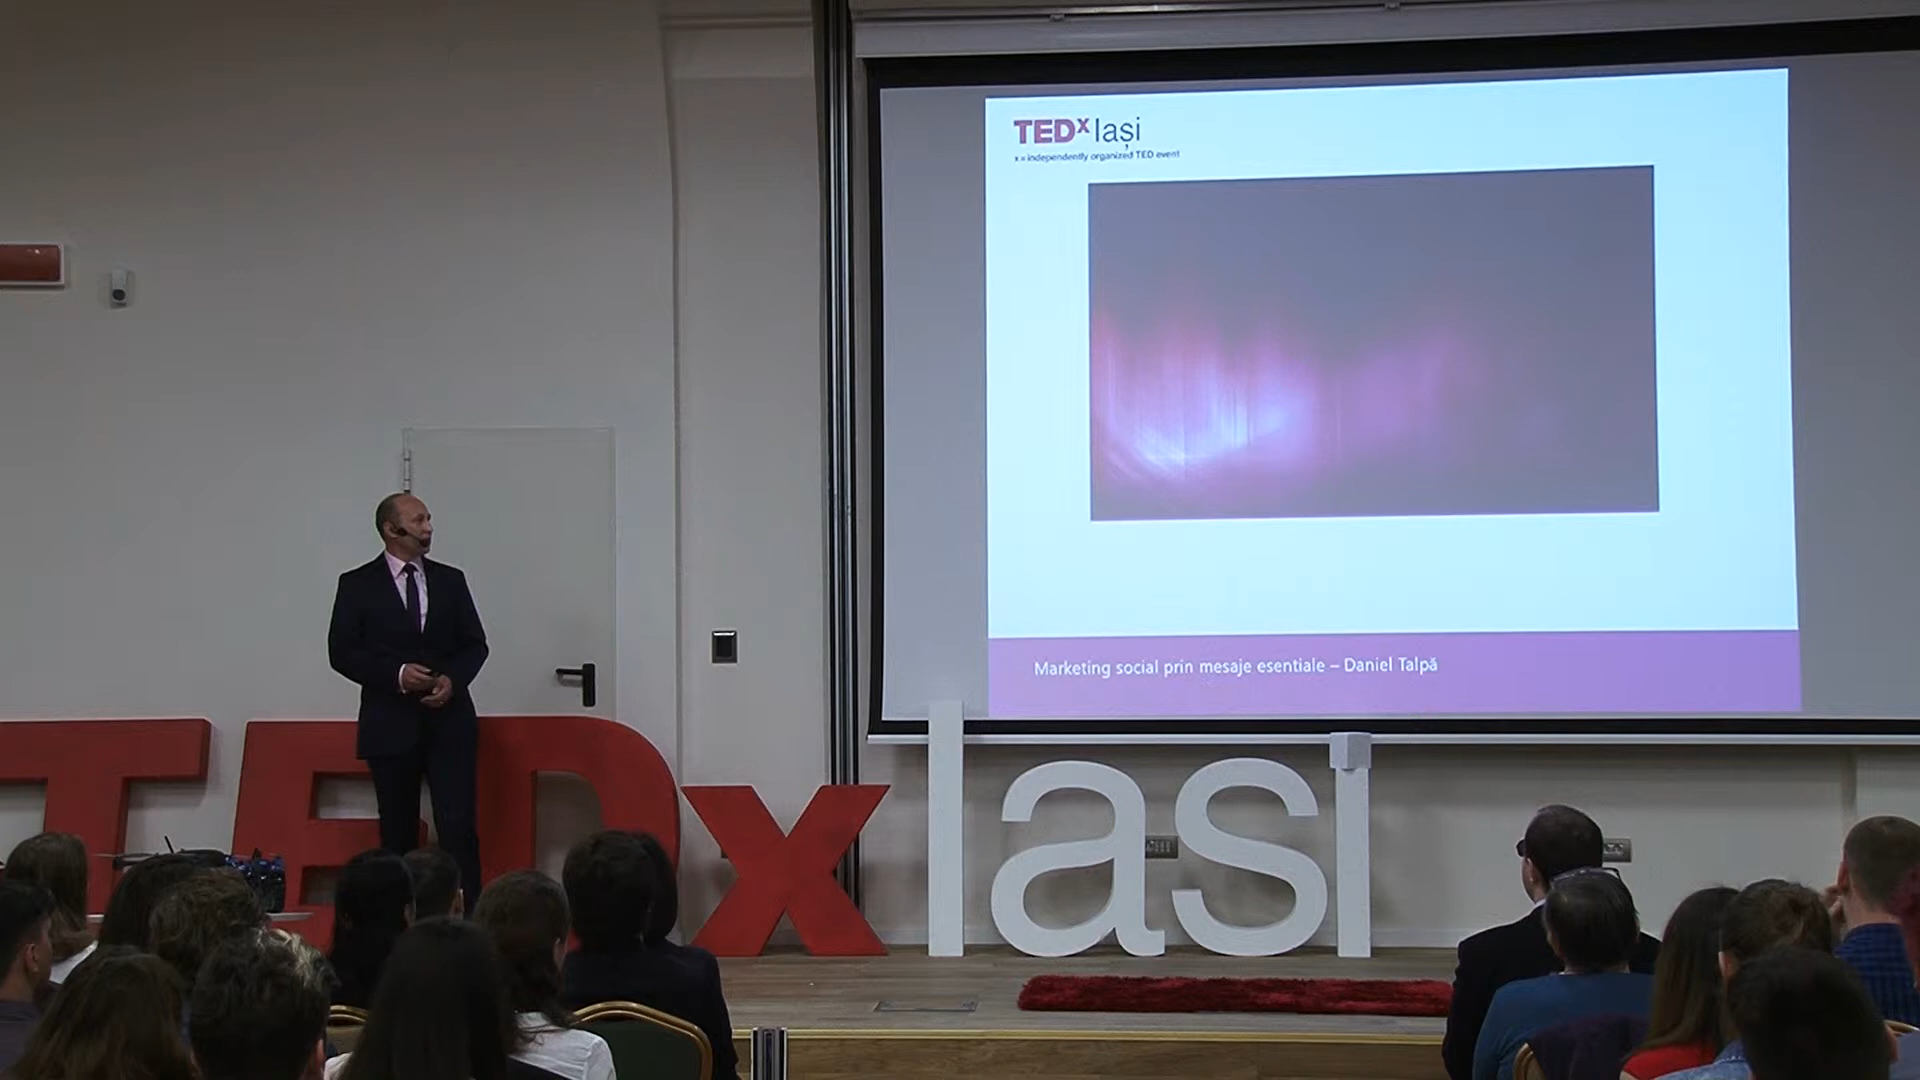 TEDx Iași
x = independently organized TED event
Marketing social prin mesaje esentiale – Daniel Talpă
TEDx Iasi